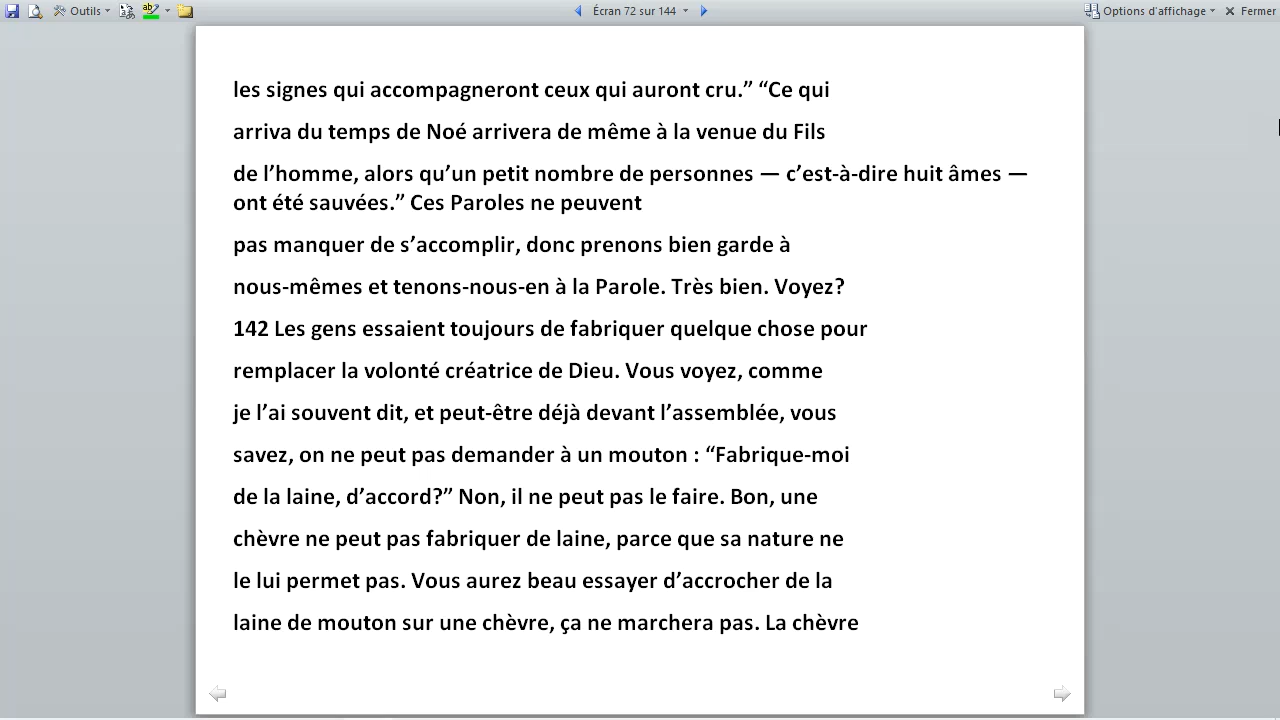 Outils
Écran 72 sur 144
Options d'affichage
Fermer
les signes qui accompagneront ceux qui auront cru.” “Ce qui
arriva du temps de Noé arrivera de même à la venue du Fils
de l’homme, alors qu’un petit nombre de personnes — c’est-à-dire huit âmes —
ont été sauvées.” Ces Paroles ne peuvent
pas manquer de s’accomplir, donc prenons bien garde à
nous-mêmes et tenons-nous-en à la Parole. Très bien. Voyez?
142 Les gens essaient toujours de fabriquer quelque chose pour
remplacer la volonté créatrice de Dieu. Vous voyez, comme
je l’ai souvent dit, et peut-être déjà devant l’assemblée, vous
savez, on ne peut pas demander à un mouton : “Fabrique-moi
de la laine, d’accord?” Non, il ne peut pas le faire. Bon, une
chèvre ne peut pas fabriquer de laine, parce que sa nature ne
le lui permet pas. Vous aurez beau essayer d’accrocher de la
laine de mouton sur une chèvre, ça ne marchera pas. La chèvre